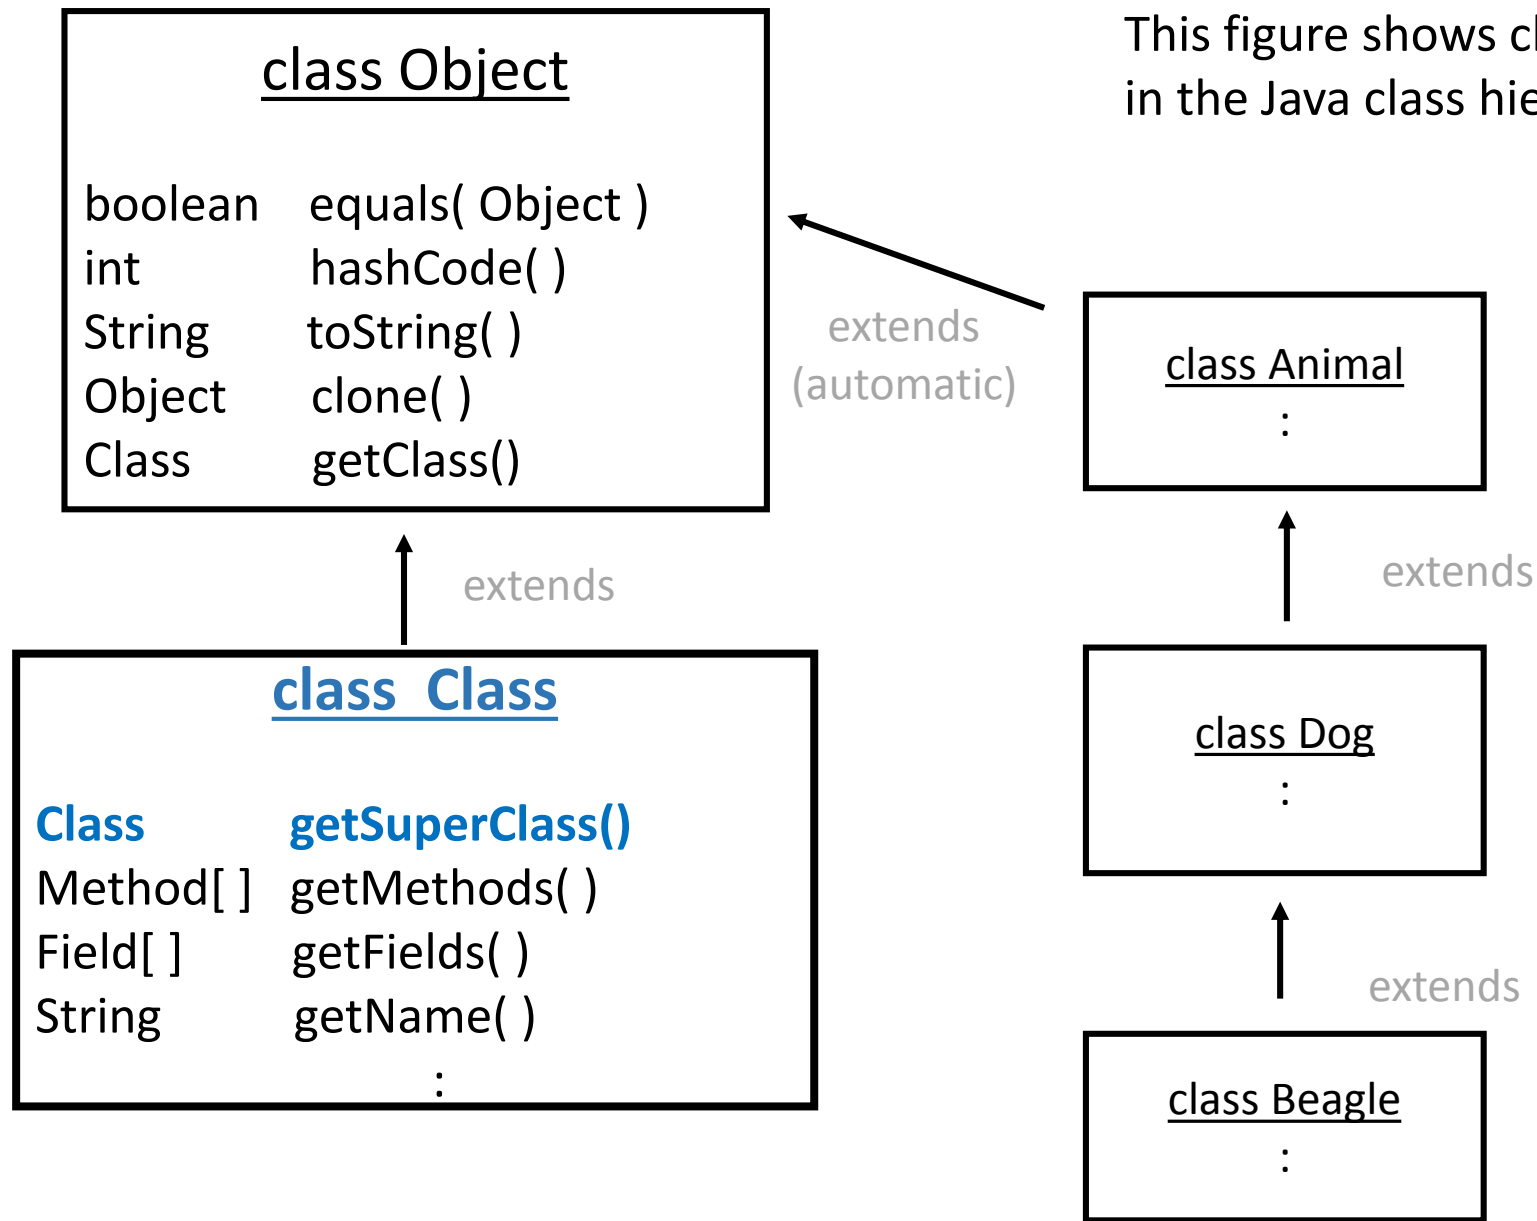 This figure shows
in the Java class
class Object
boolean equals( Object )
int hashCode( )
String toString( )
Object clone( )
Class getClass()
extends
(automatic)
class Animal
:
extends
extends
class Class
Class getSuperClass()
Method[ ] getMethods( )
Field[ ] getFields( )
String getName( )
:
class Dog
:
extends
class Beagle
: